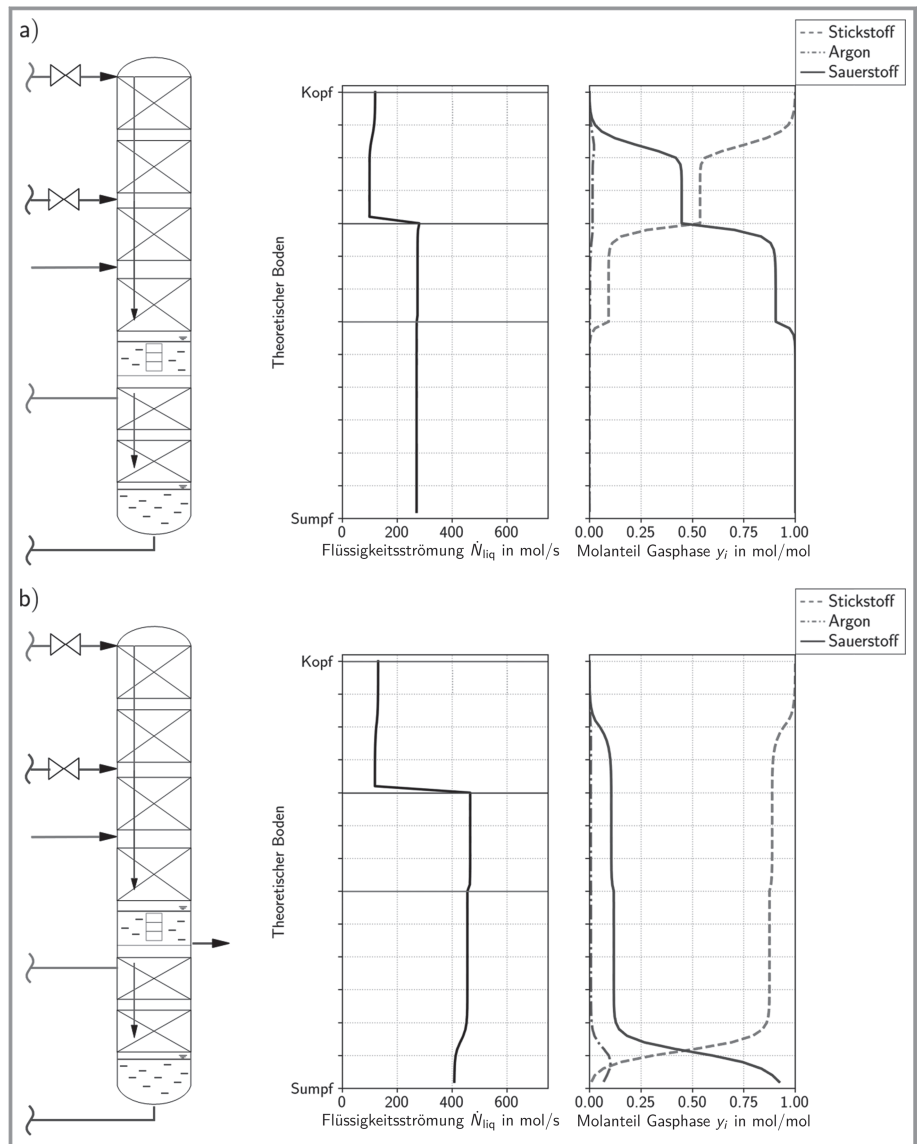 a)
Stickstoff
Argon
Sauerstoff
Kopf
Theoretischer Boden
Sumpf
0 200 400 600
0.00 0.25 0.50 0.75 1.00
Flüssigkeitsströmung Ṅliq in mol/s
Molanteil Gasphase yi in mol/mol
b)
Stickstoff
Argon
Sauerstoff
Kopf
Theoretischer Boden
Sumpf
0 200 400 600
0.00 0.25 0.50 0.75 1.00
Flüssigkeitsströmung Ṅliq in mol/s
Molanteil Gasphase yi in mol/mol